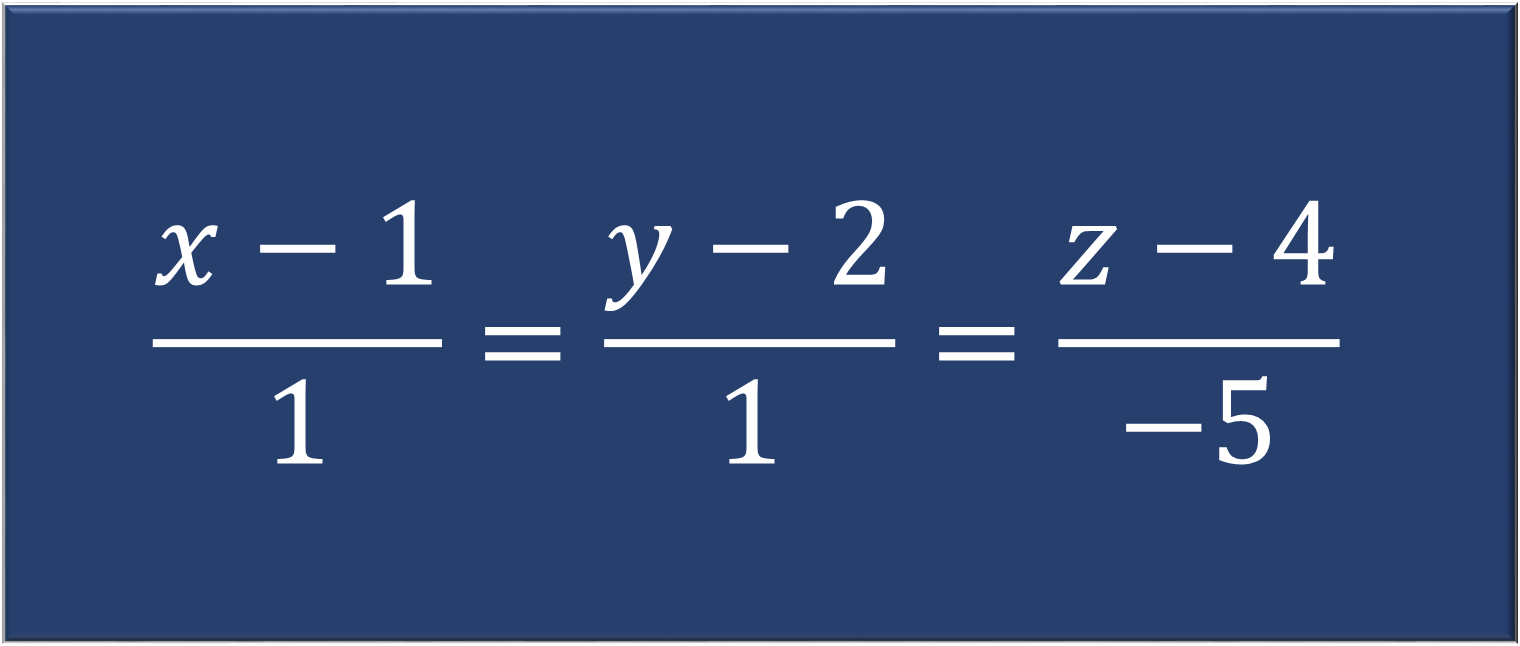 x − 1 / 1 = y − 2 / 1 = z − 4 / −5